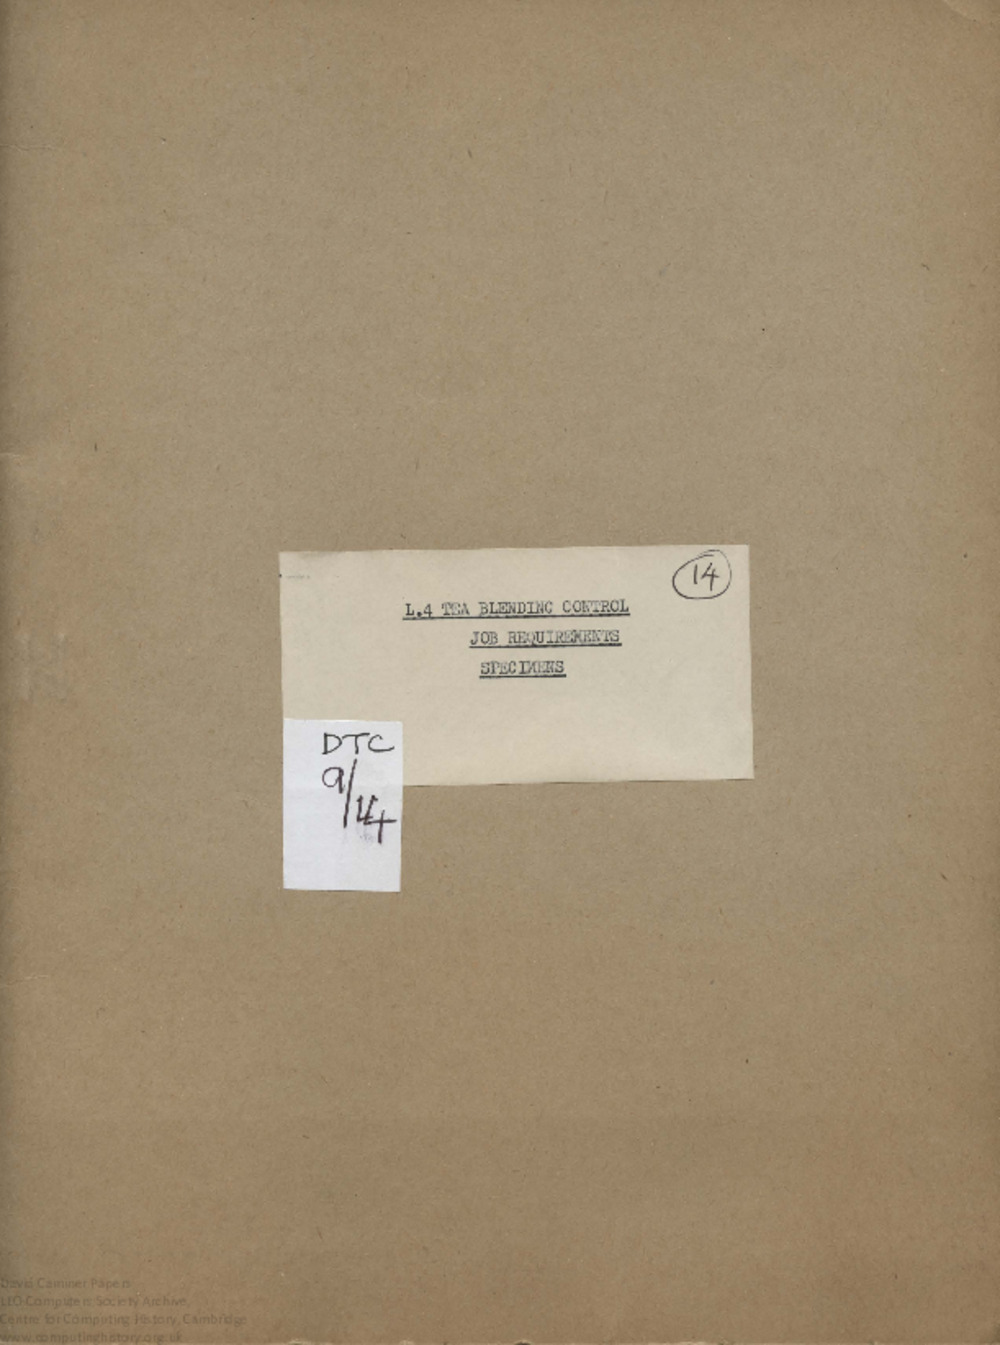 14
L.4 TEA BLENDING CONTROL
JOB REQUIREMENTS
SPECIMENS
DTC
9/14
David Caminer Papers
LEO Computers Society Archive,
Centre for Computing History, Cambridge
www.computinghistory.org.uk